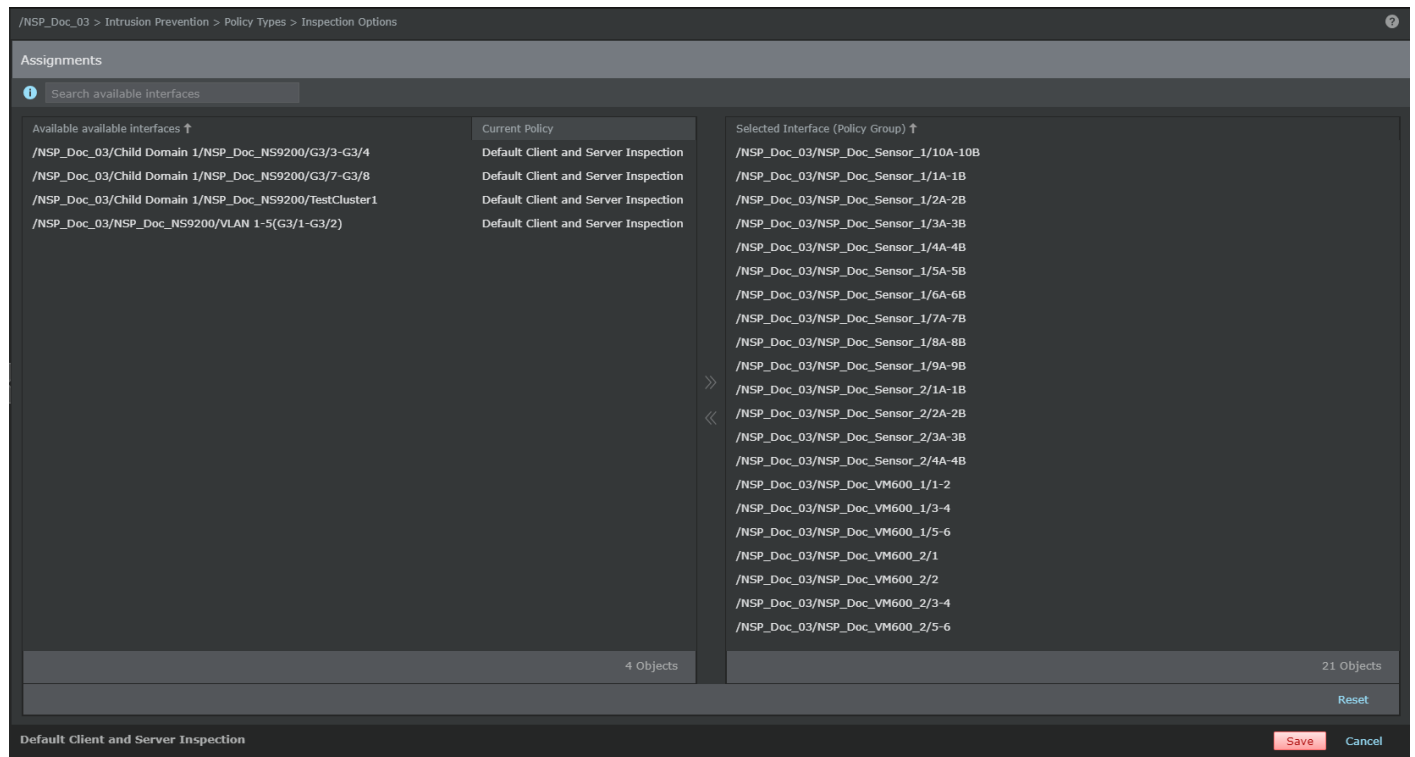 /NSP_Doc_03 > Intrusion Prevention > Policy Types > Inspection Options
Assignments
Search available interfaces
Available available interfaces ↑ Current Policy
/NSP_Doc_03/Child Domain 1/NSP_Doc_NS9200/G3/3-G3/4 Default Client and Server Inspection
/NSP_Doc_03/Child Domain 1/NSP_Doc_NS9200/G3/7-G3/8 Default Client and Server Inspection
/NSP_Doc_03/Child Domain 1/NSP_Doc_NS9200/TestCluster1 Default Client and Server Inspection
/NSP_Doc_03/NSP_Doc_NS9200/VLAN 1-5(G3/1-G3/2) Default Client and Server Inspection
4 Objects
Selected Interface (Policy Group) ↑
/NSP_Doc_03/NSP_Doc_Sensor_1/10A-10B
/NSP_Doc_03/NSP_Doc_Sensor_1/1A-1B
/NSP_Doc_03/NSP_Doc_Sensor_1/2A-2B
/NSP_Doc_03/NSP_Doc_Sensor_1/3A-3B
/NSP_Doc_03/NSP_Doc_Sensor_1/4A-4B
/NSP_Doc_03/NSP_Doc_Sensor_1/5A-5B
/NSP_Doc_03/NSP_Doc_Sensor_1/6A-6B
/NSP_Doc_03/NSP_Doc_Sensor_1/7A-7B
/NSP_Doc_03/NSP_Doc_Sensor_1/8A-8B
/NSP_Doc_03/NSP_Doc_Sensor_1/9A-9B
/NSP_Doc_03/NSP_Doc_Sensor_2/1A-1B
/NSP_Doc_03/NSP_Doc_Sensor_2/2A-2B
/NSP_Doc_03/NSP_Doc_Sensor_2/3A-3B
/NSP_Doc_03/NSP_Doc_Sensor_2/4A-4B
/NSP_Doc_03/NSP_Doc_VM600_1/1-2
/NSP_Doc_03/NSP_Doc_VM600_1/3-4
/NSP_Doc_03/NSP_Doc_VM600_1/5-6
/NSP_Doc_03/NSP_Doc_VM600_2/1
/NSP_Doc_03/NSP_Doc_VM600_2/2
/NSP_Doc_03/NSP_Doc_VM600_2/3-4
/NSP_Doc_03/NSP_Doc_VM600_2/5-6
21 Objects
Reset
Default Client and Server Inspection
Save Cancel